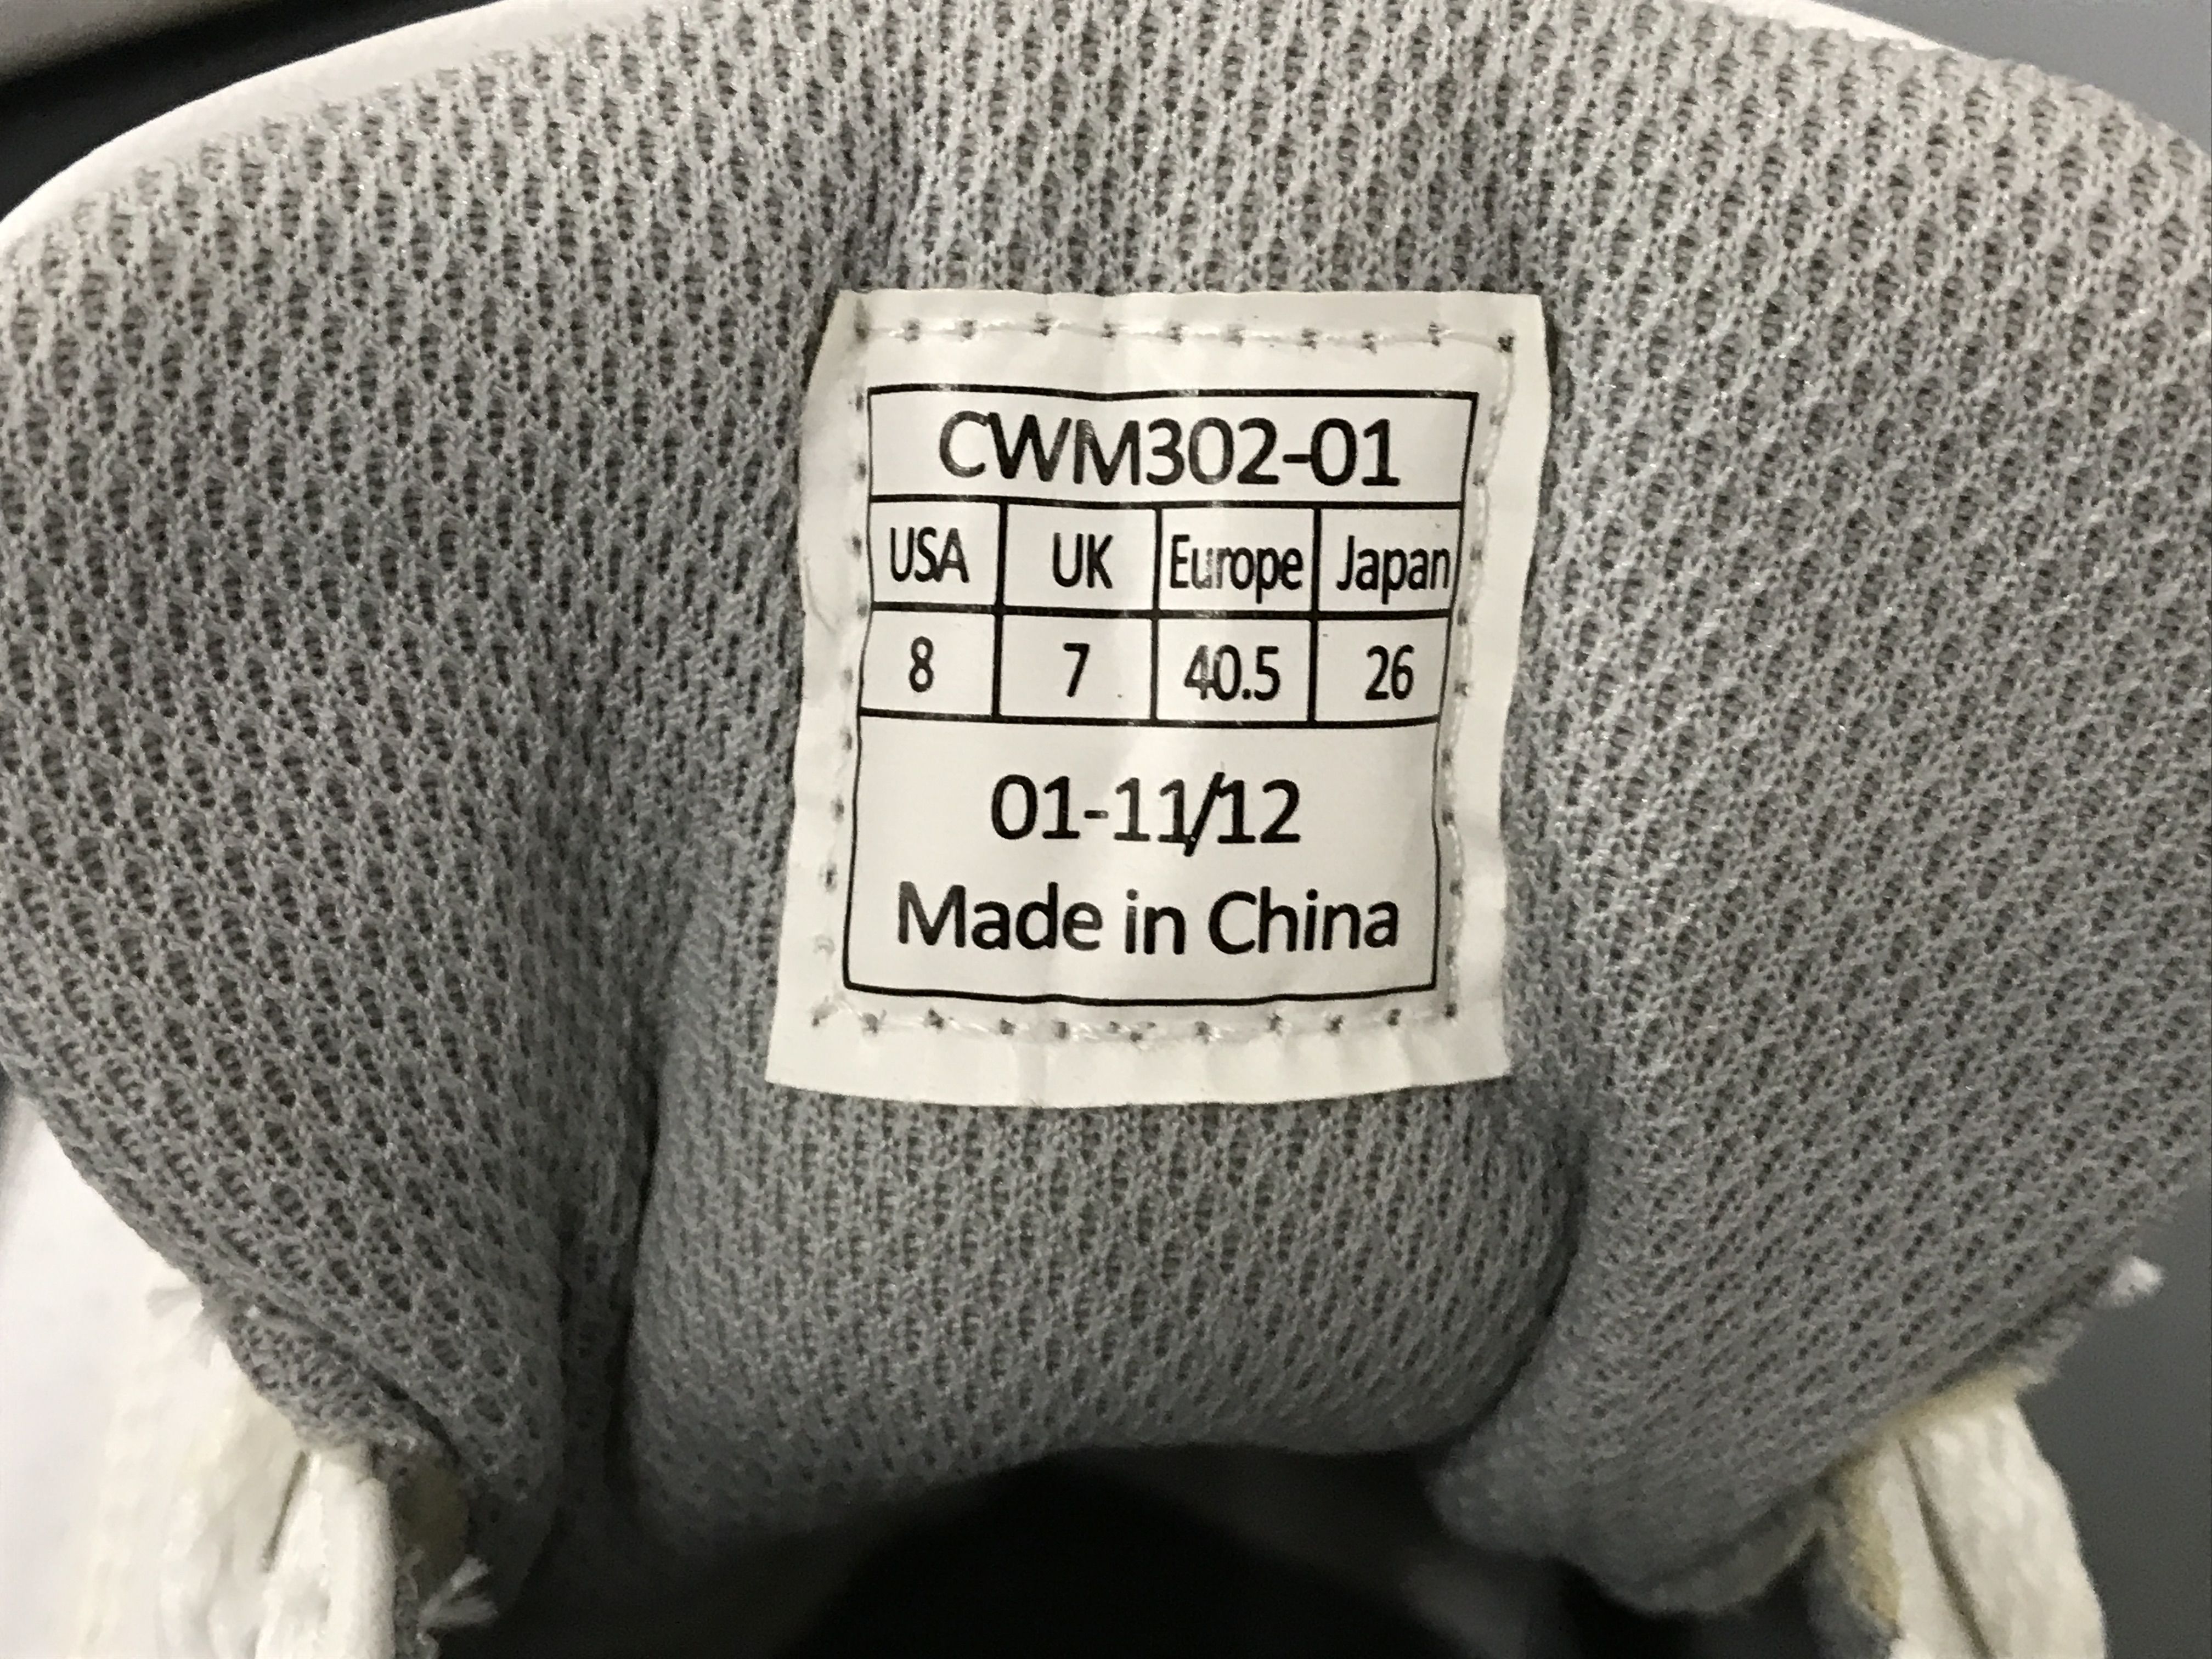 CWM302-01
USA UK Europe Japan
8 7 40.5 26
01-11/12
Made in China